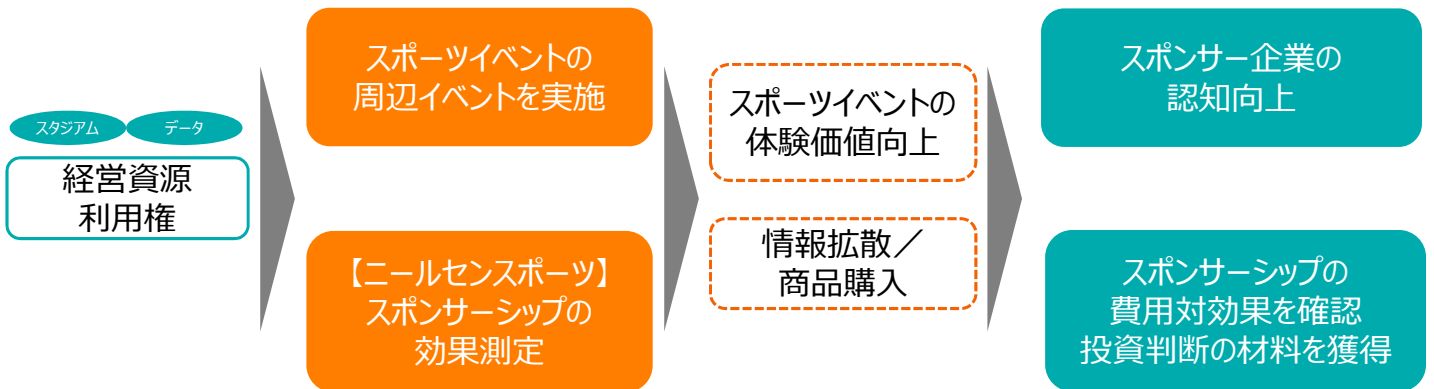 スタジアム
データ
経営資源
利用権
スポーツイベントの
周辺イベントを実施
【ニールセンスポーツ】
スポンサーシップの
効果測定
スポーツイベントの
体験価値向上
情報拡散／
商品購入
スポンサー企業の
認知向上
スポンサーシップの
費用対効果を確認
投資判断の材料を獲得